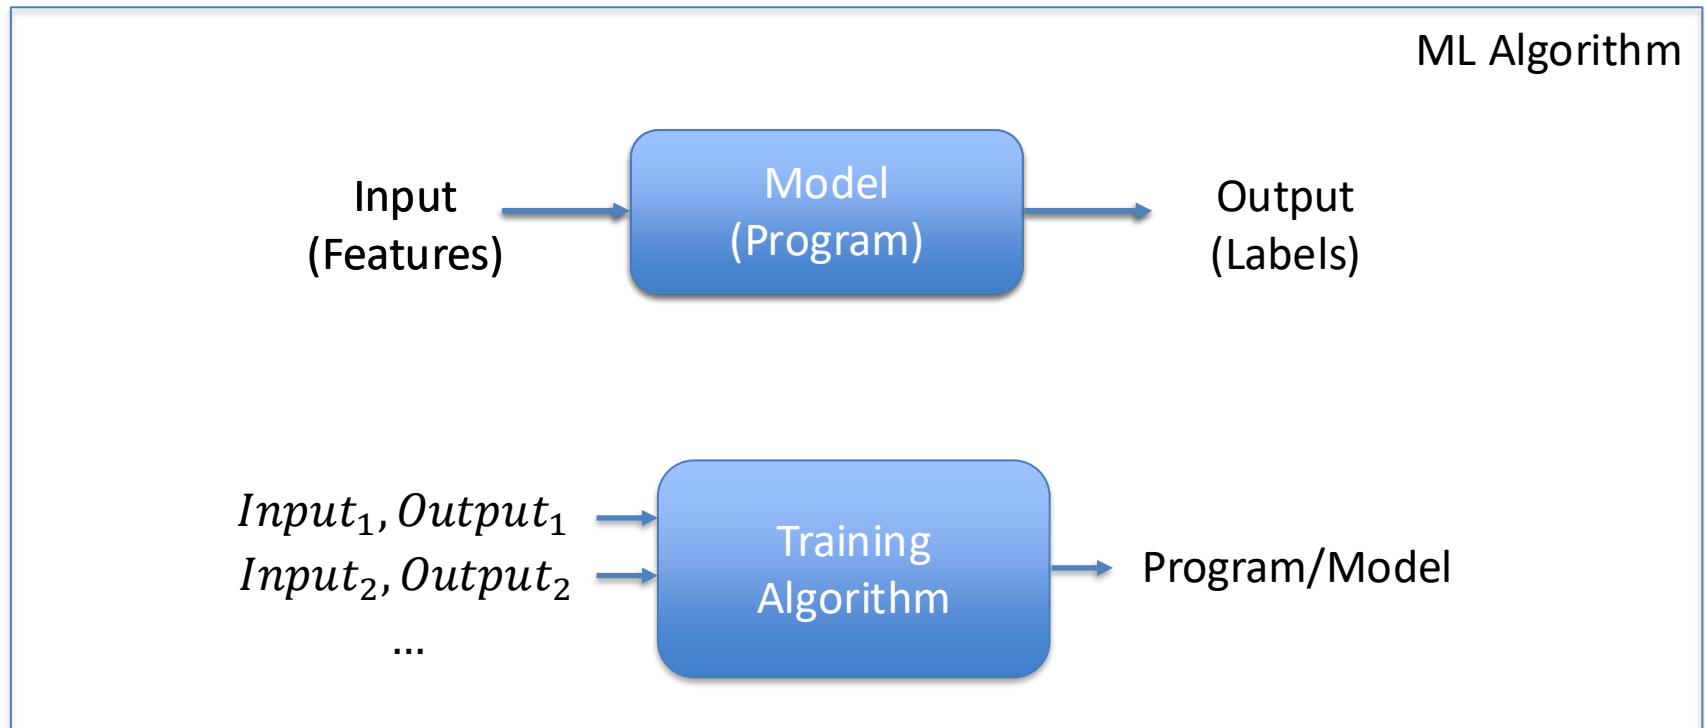 ML Algorithm
Input
(Features)
Model
(Program)
Output
(Labels)
Input₁, Output₁
Input₂, Output₂
...
Training
Algorithm
Program/Model